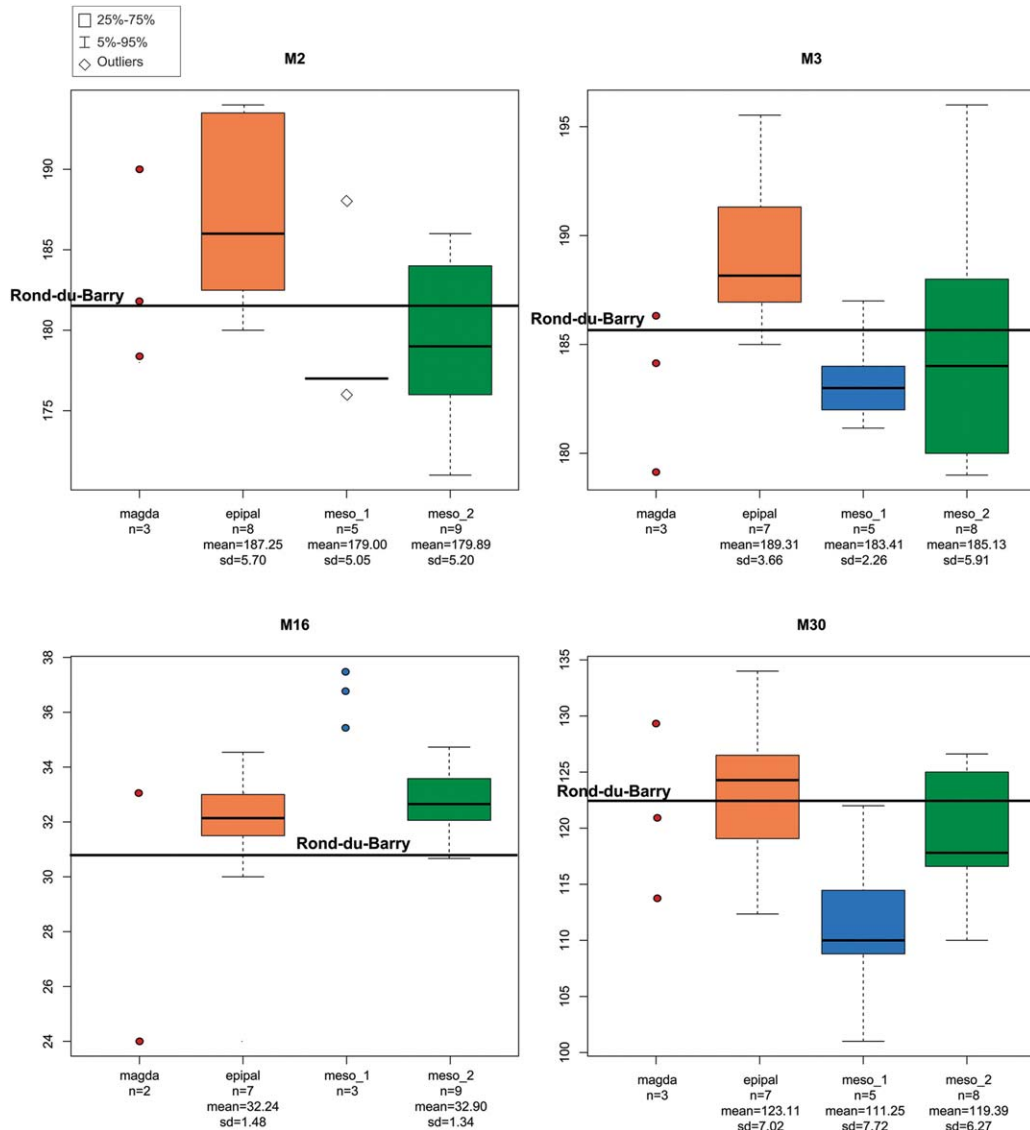 25%-75%
5%-95%
Outliers
M2
190
185
180
175
Rond-du-Barry
magda
n=3
epipal
n=8
mean=187.25
sd=5.70
meso_1
n=5
mean=179.00
sd=5.05
meso_2
n=9
mean=179.89
sd=5.20
M3
195
190
185
180
Rond-du-Barry
magda
n=3
epipal
n=7
mean=189.31
sd=3.66
meso_1
n=5
mean=183.41
sd=2.26
meso_2
n=8
mean=185.13
sd=5.91
M16
38
36
34
32
30
28
26
24
Rond-du-Barry
magda
n=2
epipal
n=7
mean=32.24
sd=1.48
meso_1
n=3
meso_2
n=9
mean=32.90
sd=1.34
M30
135
130
125
120
115
110
105
100
Rond-du-Barry
magda
n=3
epipal
n=7
mean=123.11
sd=7.02
meso_1
n=5
mean=111.25
sd=7.72
meso_2
n=8
mean=119.39
sd=6.27